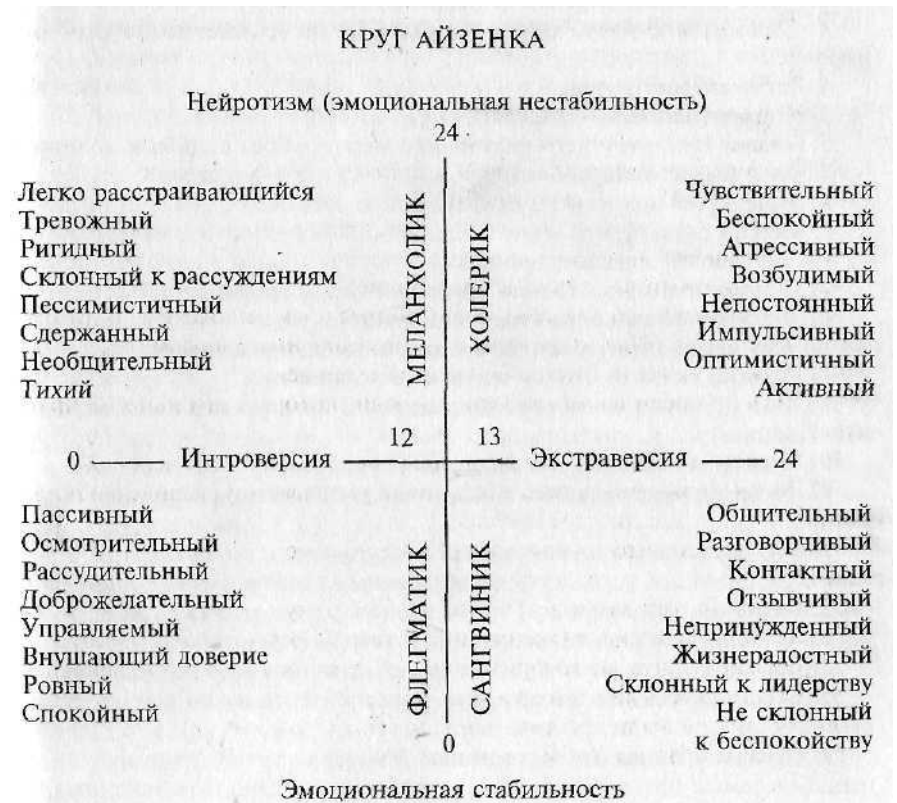 КРУГ АЙЗЕНКА
Нейротизм (эмоциональная нестабильность)
24
Легко расстраивающийся
Тревожный
Ригидный
Склонный к рассуждениям
Пессимистичный
Сдержанный
Необщительный
Тихий
МЕЛАНХОЛИК
ХОЛЕРИК
Чувствительный
Беспокойный
Агрессивный
Возбудимый
Непостоянный
Импульсивный
Оптимистичный
Активный
0 Интроверсия 12 13 Экстраверсия 24
Пассивный
Осмотрительный
Рассудительный
Доброжелательный
Управляемый
Внушающий доверие
Ровный
Спокойный
ФЛЕГМАТИК
САНГВИНИК
Общительный
Разговорчивый
Контактный
Отзывчивый
Непринужденный
Жизнерадостный
Склонный к лидерству
Не склонный
к беспокойству
0
Эмоциональная стабильность